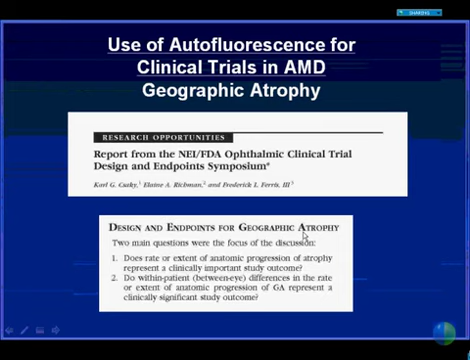 SHARING
Use of Autofluorescence for
Clinical Trials in AMD
Geographic Atrophy
RESEARCH OPPORTUNITIES
Report from the NEI/FDA Ophthalmic Clinical Trial
Design and Endpoints Symposium*
Karl G. Csaky,1 Elaine A. Richman,2 and Frederick L. Ferris, III3
DESIGN AND ENDPOINTS FOR GEOGRAPHIC ATROPHY
Two main questions were the focus of the discussion:
1. Does rate or extent of anatomic progression of atrophy
represent a clinically important study outcome?
2. Do within-patient (between-eye) differences in the rate
or extent of anatomic progression of GA represent a
clinically significant study outcome?